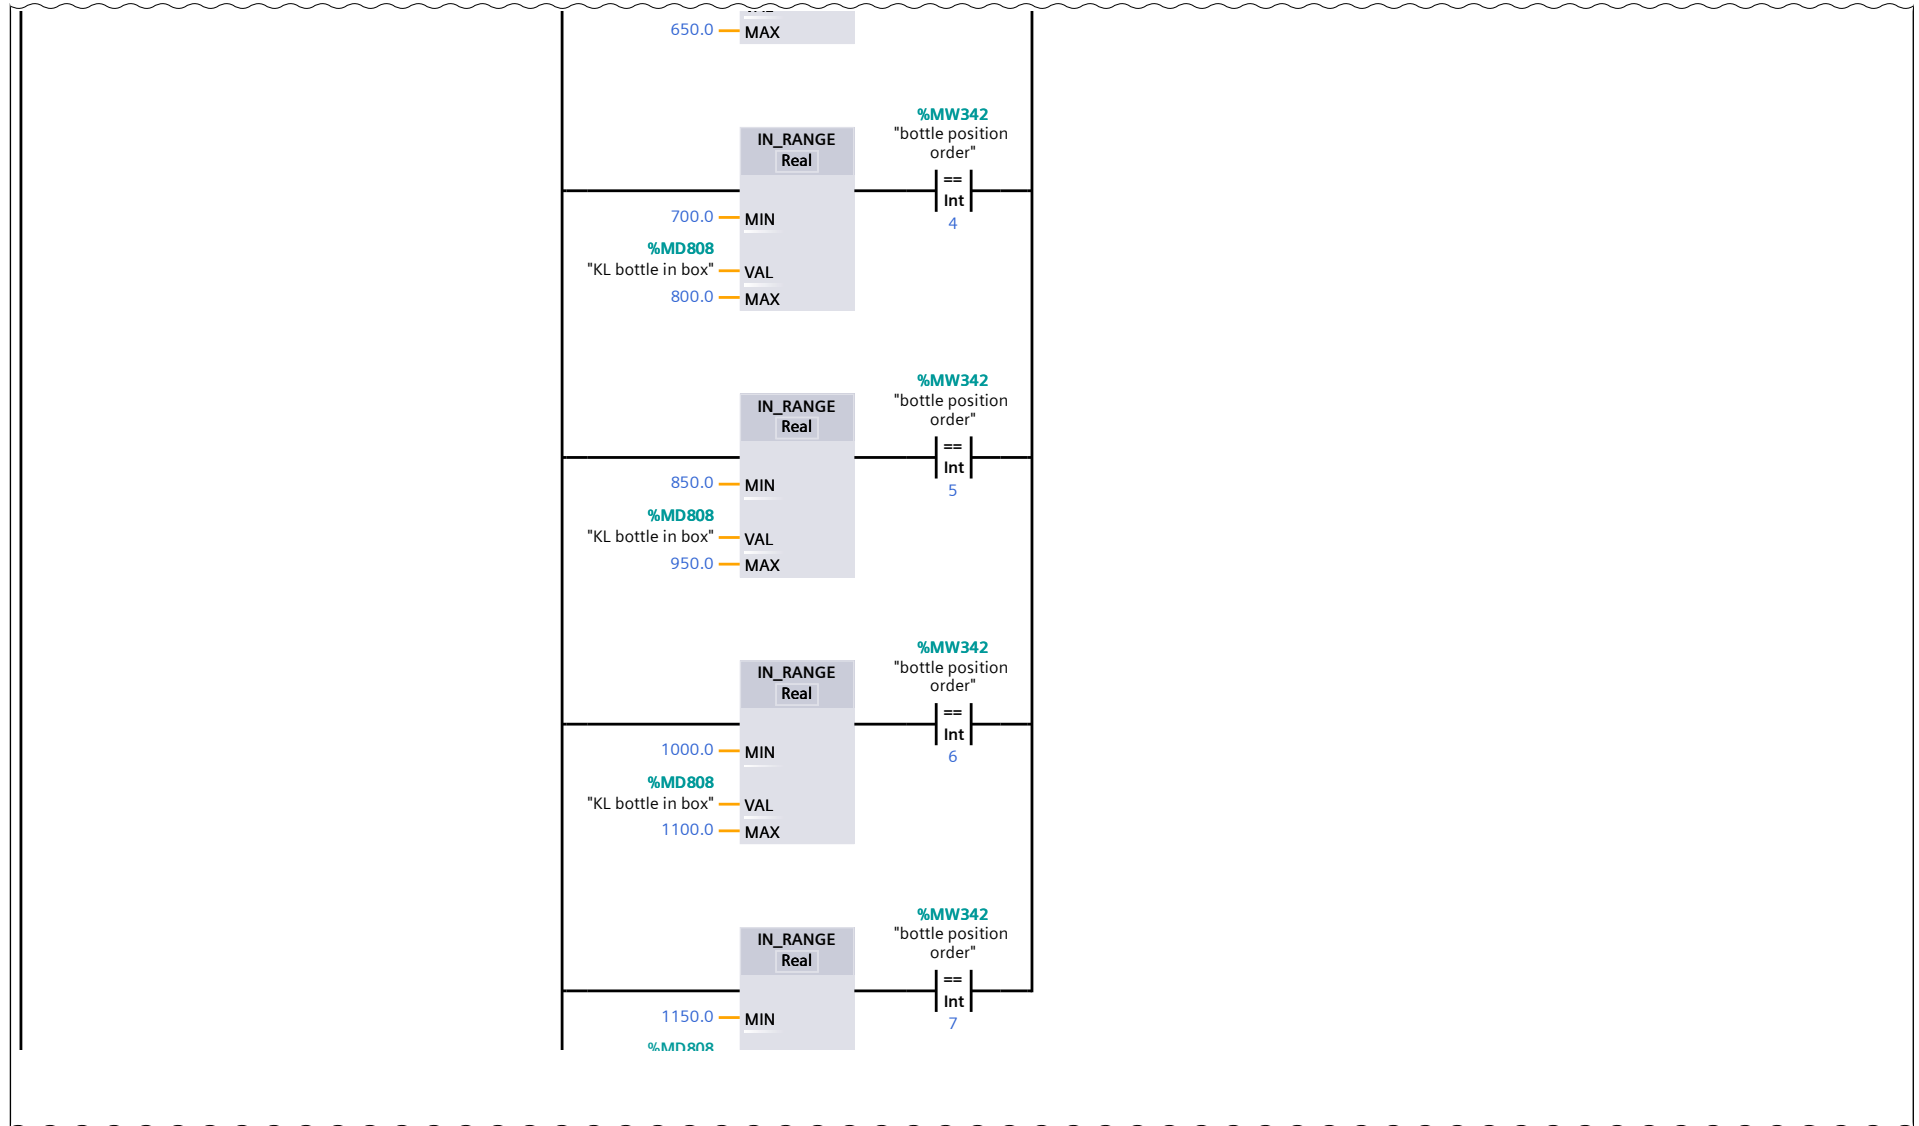 650.0 MAX
%MW342
"bottle position
order"
IN_RANGE
Real
==
Int
4
700.0 MIN
%MD808
"KL bottle in box" VAL
800.0 MAX
%MW342
"bottle position
order"
IN_RANGE
Real
==
Int
5
850.0 MIN
%MD808
"KL bottle in box" VAL
950.0 MAX
%MW342
"bottle position
order"
IN_RANGE
Real
==
Int
6
1000.0 MIN
%MD808
"KL bottle in box" VAL
1100.0 MAX
%MW342
"bottle position
order"
IN_RANGE
Real
==
Int
7
1150.0 MIN
%MD808